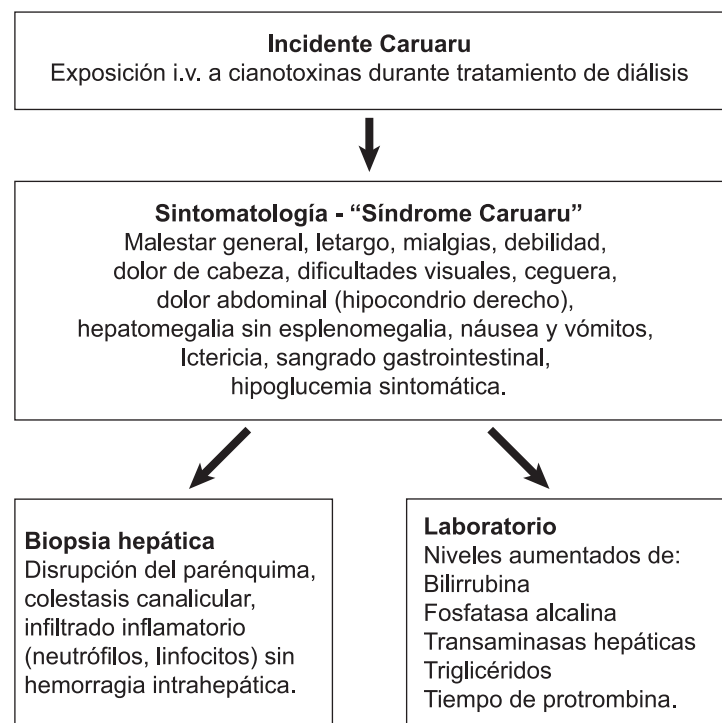 Incidente Caruaru
Exposición i.v. a cianotoxinas durante tratamiento de diálisis
Sintomatología - “Síndrome Caruaru”
Malestar general, letargo, mialgias, debilidad,
dolor de cabeza, dificultades visuales, ceguera,
dolor abdominal (hipocondrio derecho),
hepatomegalia sin esplenomegalia, náusea y vómitos,
Ictericia, sangrado gastrointestinal,
hipoglucemia sintomática.
Biopsia hepática
Disrupción del parénquima,
colestasis canalicular,
infiltrado inflamatorio
(neutrófilos, linfocitos) sin
hemorragia intrahepática.
Laboratorio
Niveles aumentados de:
Bilirrubina
Fosfatasa alcalina
Transaminasas hepáticas
Triglicéridos
Tiempo de protrombina.